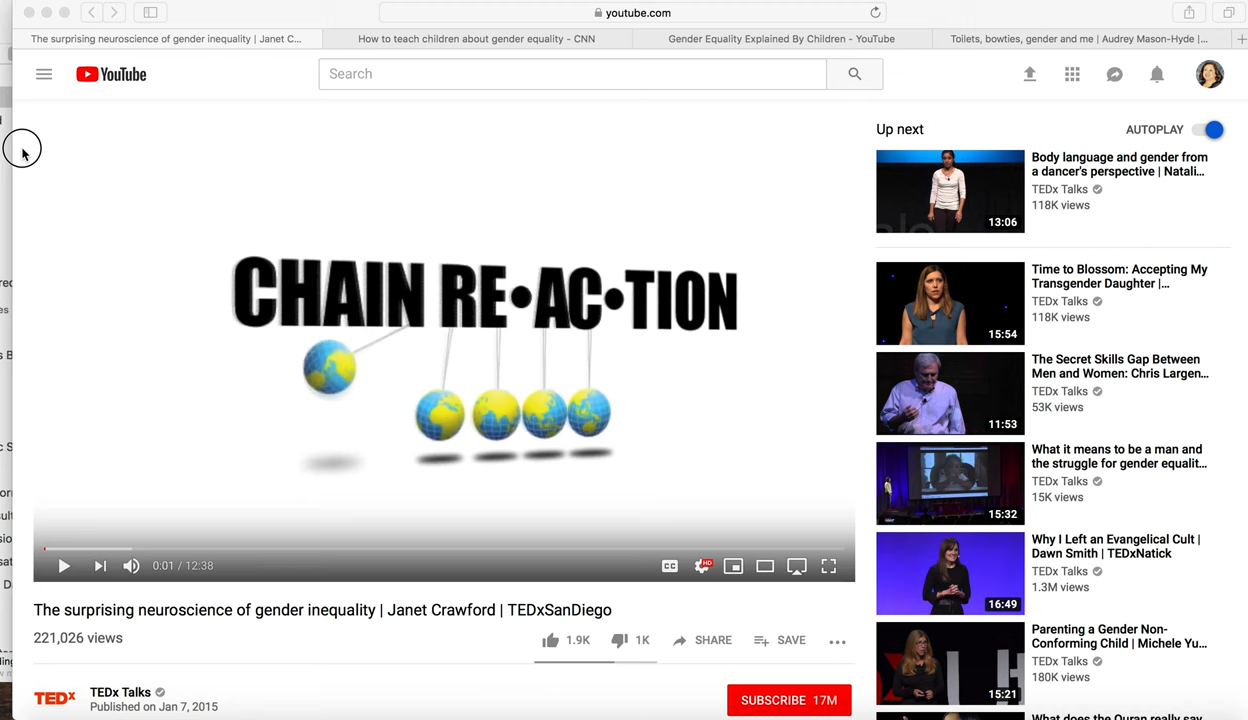 youtube.com
The surprising neuroscience of gender inequality | Janet C...
How to teach children about gender equality - CNN
Gender Equality Explained By Children - YouTube
Toilets, bowties, gender and me | Audrey Mason-Hyde |...
YouTube
Search
CHAIN RE•AC•TION
0:01 / 12:38
CC
HD
The surprising neuroscience of gender inequality | Janet Crawford | TEDxSanDiego
221,026 views
1.9K
1K
SHARE
SAVE
TEDx
TEDx Talks
Published on Jan 7, 2015
SUBSCRIBE 17M
Up next
AUTOPLAY
13:06
Body language and gender from
a dancer's perspective | Natali...
TEDx Talks
118K views
15:54
Time to Blossom: Accepting My
Transgender Daughter |...
TEDx Talks
118K views
11:53
The Secret Skills Gap Between
Men and Women: Chris Largen...
TEDx Talks
53K views
15:32
What it means to be a man and
the struggle for gender equalit...
TEDx Talks
15K views
16:49
Why I Left an Evangelical Cult |
Dawn Smith | TEDxNatick
TEDx Talks
1.3M views
15:21
Parenting a Gender Non-
Conforming Child | Michele Yu...
TEDx Talks
180K views
What does the Quran really say